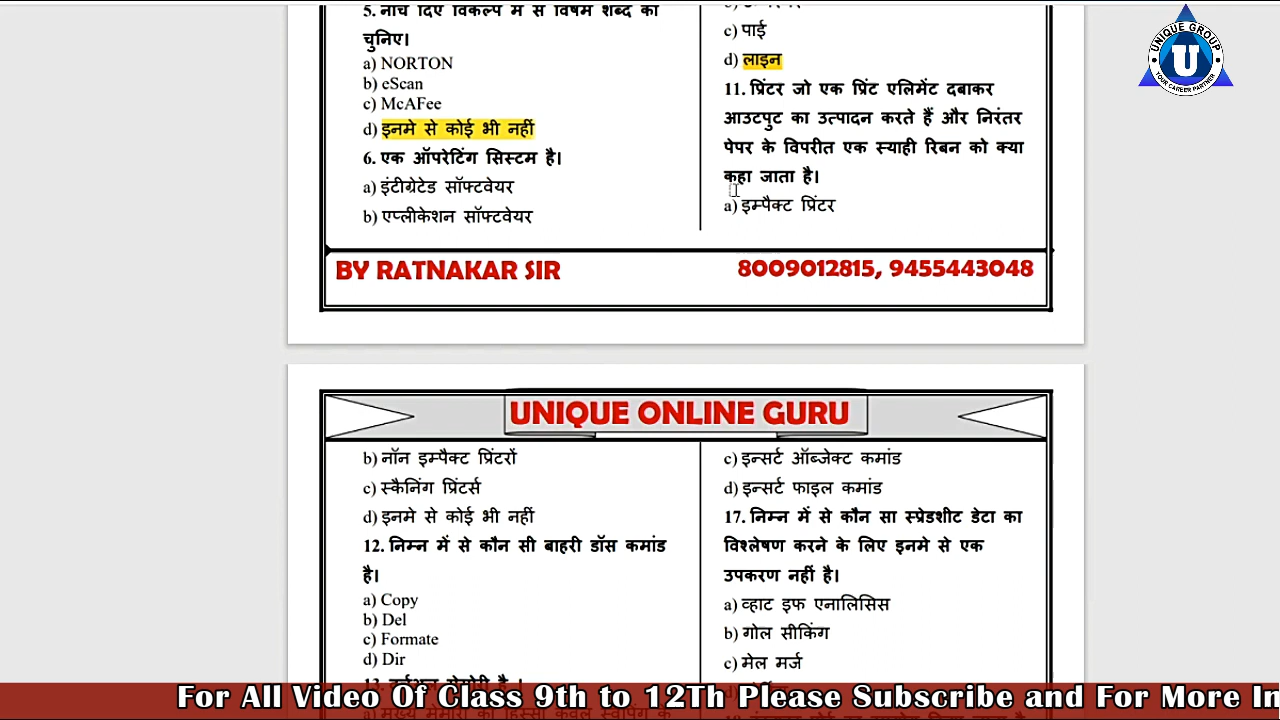 5. नीचे दिए विकल्प में से विषम शब्द को
चुनिए।
a) NORTON
b) eScan
c) McAFee
d) इनमे से कोई भी नहीं
6. एक ऑपरेटिंग सिस्टम है।
a) इंटीग्रेटेड सॉफ्टवेयर
b) एप्लीकेशन सॉफ्टवेयर
c) पाई
d) लाइन
11. प्रिंटर जो एक प्रिंट एलिमेंट दबाकर
आउटपुट का उत्पादन करते हैं और निरंतर
पेपर के विपरीत एक स्याही रिबन को क्या
कहा जाता है।
a) इम्पैक्ट प्रिंटर
BY RATNAKAR SIR
8009012815, 9455443048
UNIQUE ONLINE GURU
b) नॉन इम्पैक्ट प्रिंटरों
c) स्कैनिंग प्रिंटर्स
d) इनमे से कोई भी नहीं
12. निम्न में से कौन सी बाहरी डॉस कमांड
है।
a) Copy
b) Del
c) Formate
d) Dir
c) इन्सर्ट ऑब्जेक्ट कमांड
d) इन्सर्ट फाइल कमांड
17. निम्न में से कौन सा स्प्रेडशीट डेटा का
विश्लेषण करने के लिए इनमे से एक
उपकरण नहीं है।
a) व्हाट इफ एनालिसिस
b) गोल सीकिंग
c) मेल मर्ज
UNIQUE GROUP
U
YOUR CAREER PARTNER
For All Video Of Class 9th to 12Th Please Subscribe and For More In